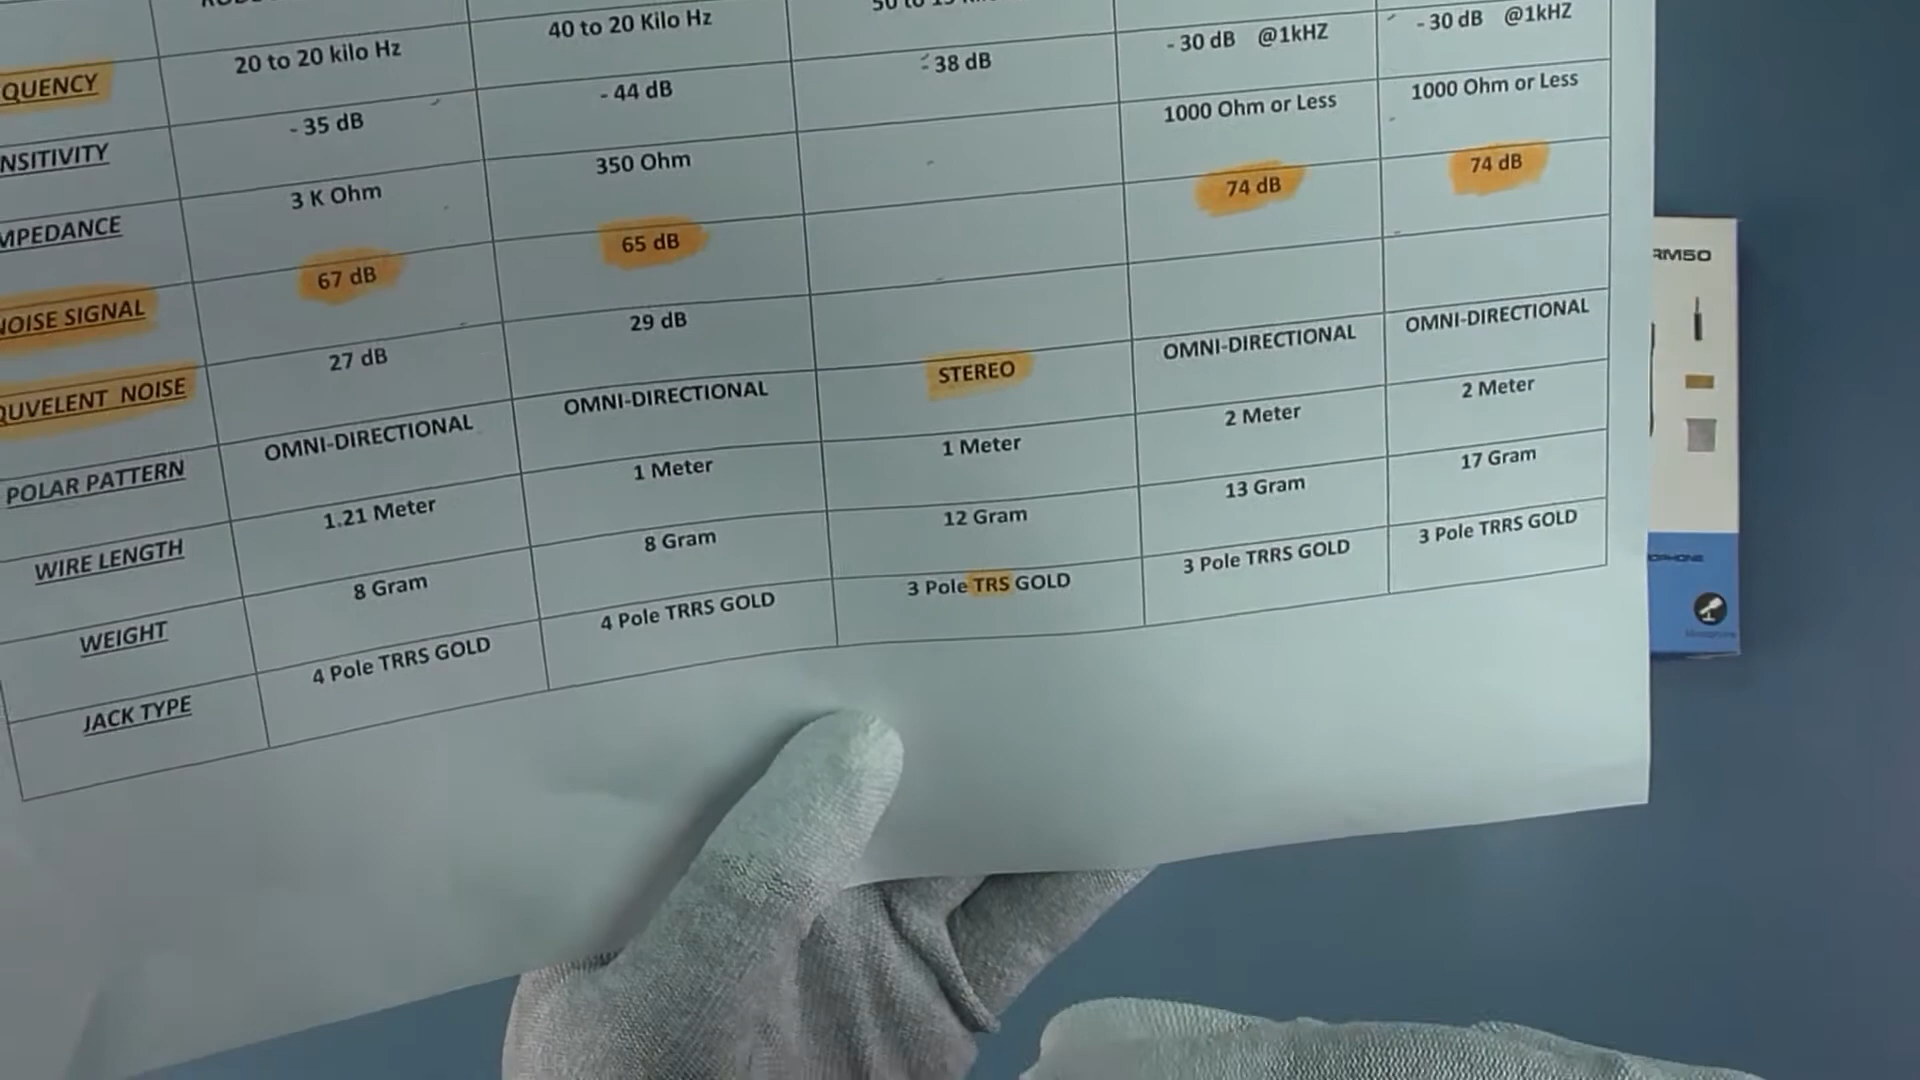 QUENCY 20 to 20 kilo Hz 40 to 20 Kilo Hz - 30 dB @1kHZ - 30 dB @1kHZ
NSITIVITY - 35 dB - 44 dB - 38 dB 1000 Ohm or Less 1000 Ohm or Less
MPEDANCE 3 K Ohm 350 Ohm 74 dB 74 dB
NOISE SIGNAL 67 dB 65 dB
QUVELENT NOISE 27 dB 29 dB STEREO OMNI-DIRECTIONAL OMNI-DIRECTIONAL
POLAR PATTERN OMNI-DIRECTIONAL OMNI-DIRECTIONAL 1 Meter 2 Meter 2 Meter
WIRE LENGTH 1.21 Meter 1 Meter 12 Gram 13 Gram 17 Gram
WEIGHT 8 Gram 8 Gram 3 Pole TRS GOLD 3 Pole TRRS GOLD 3 Pole TRRS GOLD
JACK TYPE 4 Pole TRRS GOLD 4 Pole TRRS GOLD
RM50